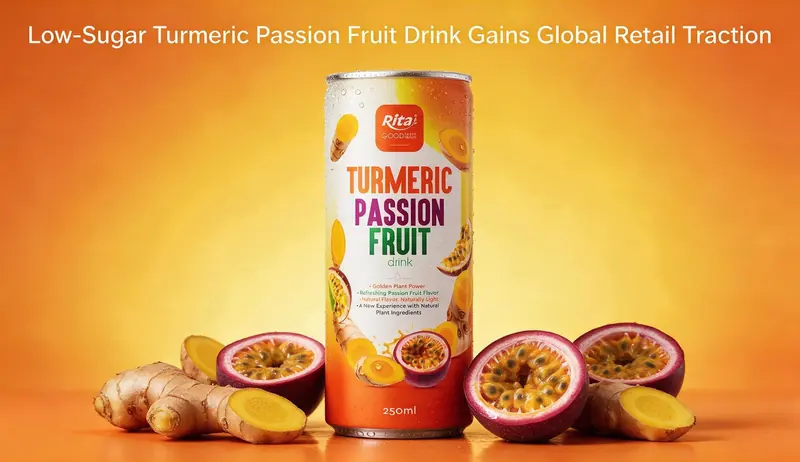 Low-Sugar Turmeric Passion Fruit Drink Gains Global Retail Traction
Rita
GOODNESS
TURMERIC
PASSION
FRUIT
drink
• Golden Plant Power
• Refreshing Passion Fruit Flavor
• Natural Flavor, Naturally Light
• A New Experience with Natural
Plant Ingredients
250ml